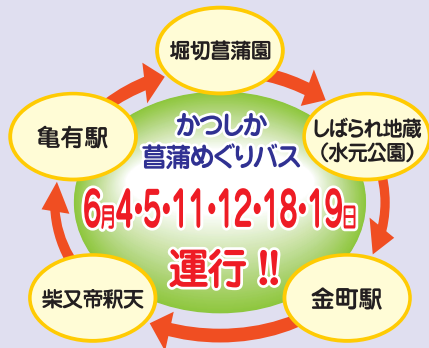 堀切菖蒲園
しばられ地蔵
（水元公園）
金町駅
柴又帝釈天
亀有駅
かつしか
菖蒲めぐりバス
6月4・5・11・12・18・19日
運行!!